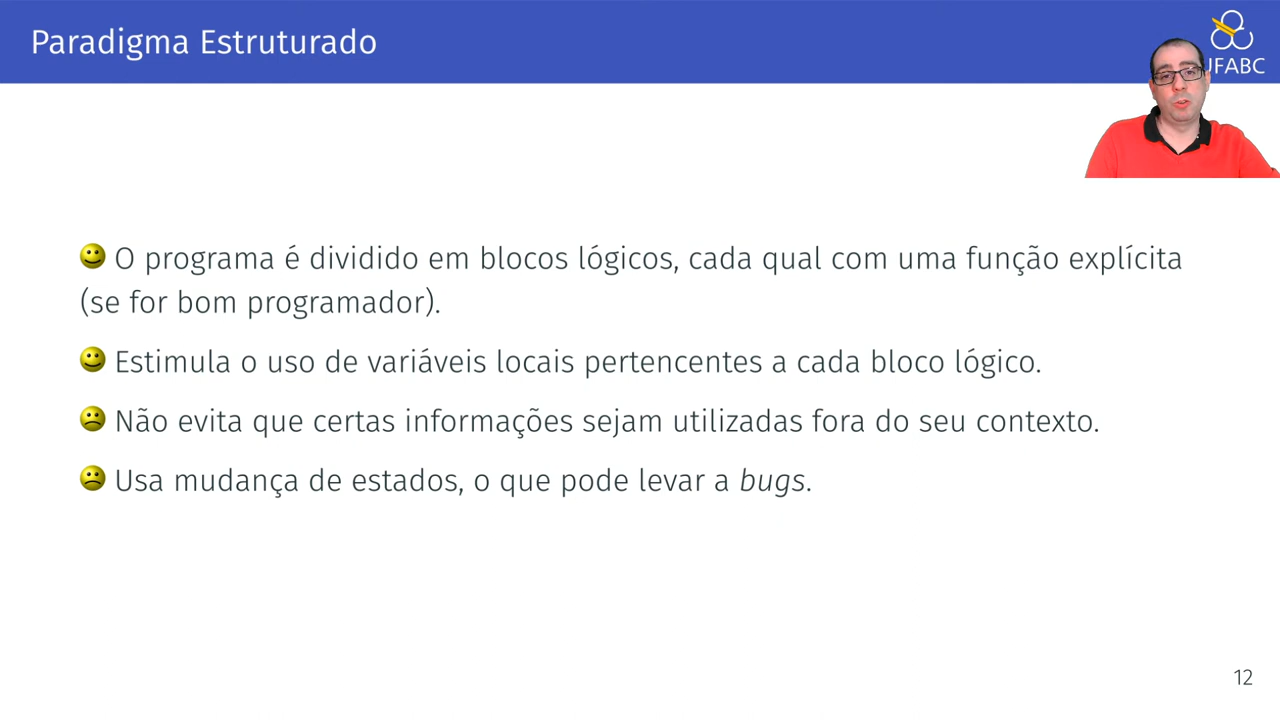 Paradigma Estruturado
UFABC
O programa é dividido em blocos lógicos, cada qual com uma função explícita
(se for bom programador).
Estimula o uso de variáveis locais pertencentes a cada bloco lógico.
Não evita que certas informações sejam utilizadas fora do seu contexto.
Usa mudança de estados, o que pode levar a bugs.
12